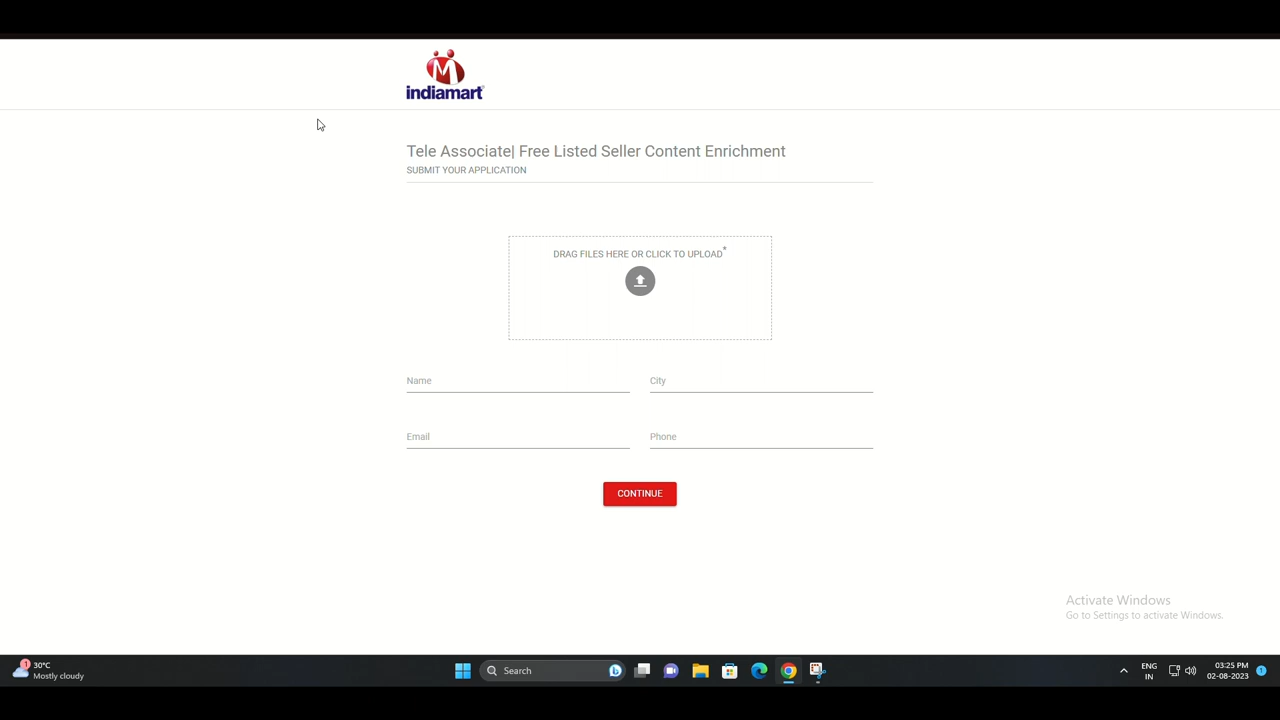 indiamart
Tele Associate| Free Listed Seller Content Enrichment
SUBMIT YOUR APPLICATION
DRAG FILES HERE OR CLICK TO UPLOAD*
Name
City
Email
Phone
CONTINUE
Activate Windows
Go to Settings to activate Windows.
1
30°C
Mostly cloudy
Search
ENG
IN
03:25 PM
02-08-2023
1